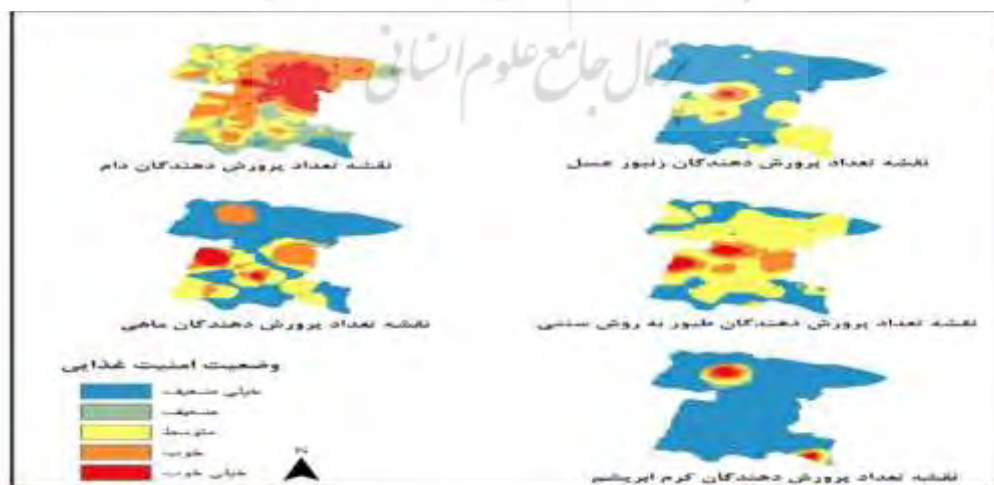 پرتال جامع علوم انسانی
نقشه تعداد پرورش دهندگان دام
نقشه تعداد پرورش دهندگان زنبور عسل
نقشه تعداد پرورش دهندگان ماهی
نقشه تعداد پرورش دهندگان طیور به روش سنتی
وضعیت امنیت غذایی
خیلی ضعیف
ضعیف
متوسط
خوب
خیلی خوب
N
نقشه تعداد پرورش دهندگان کرم ابریشم